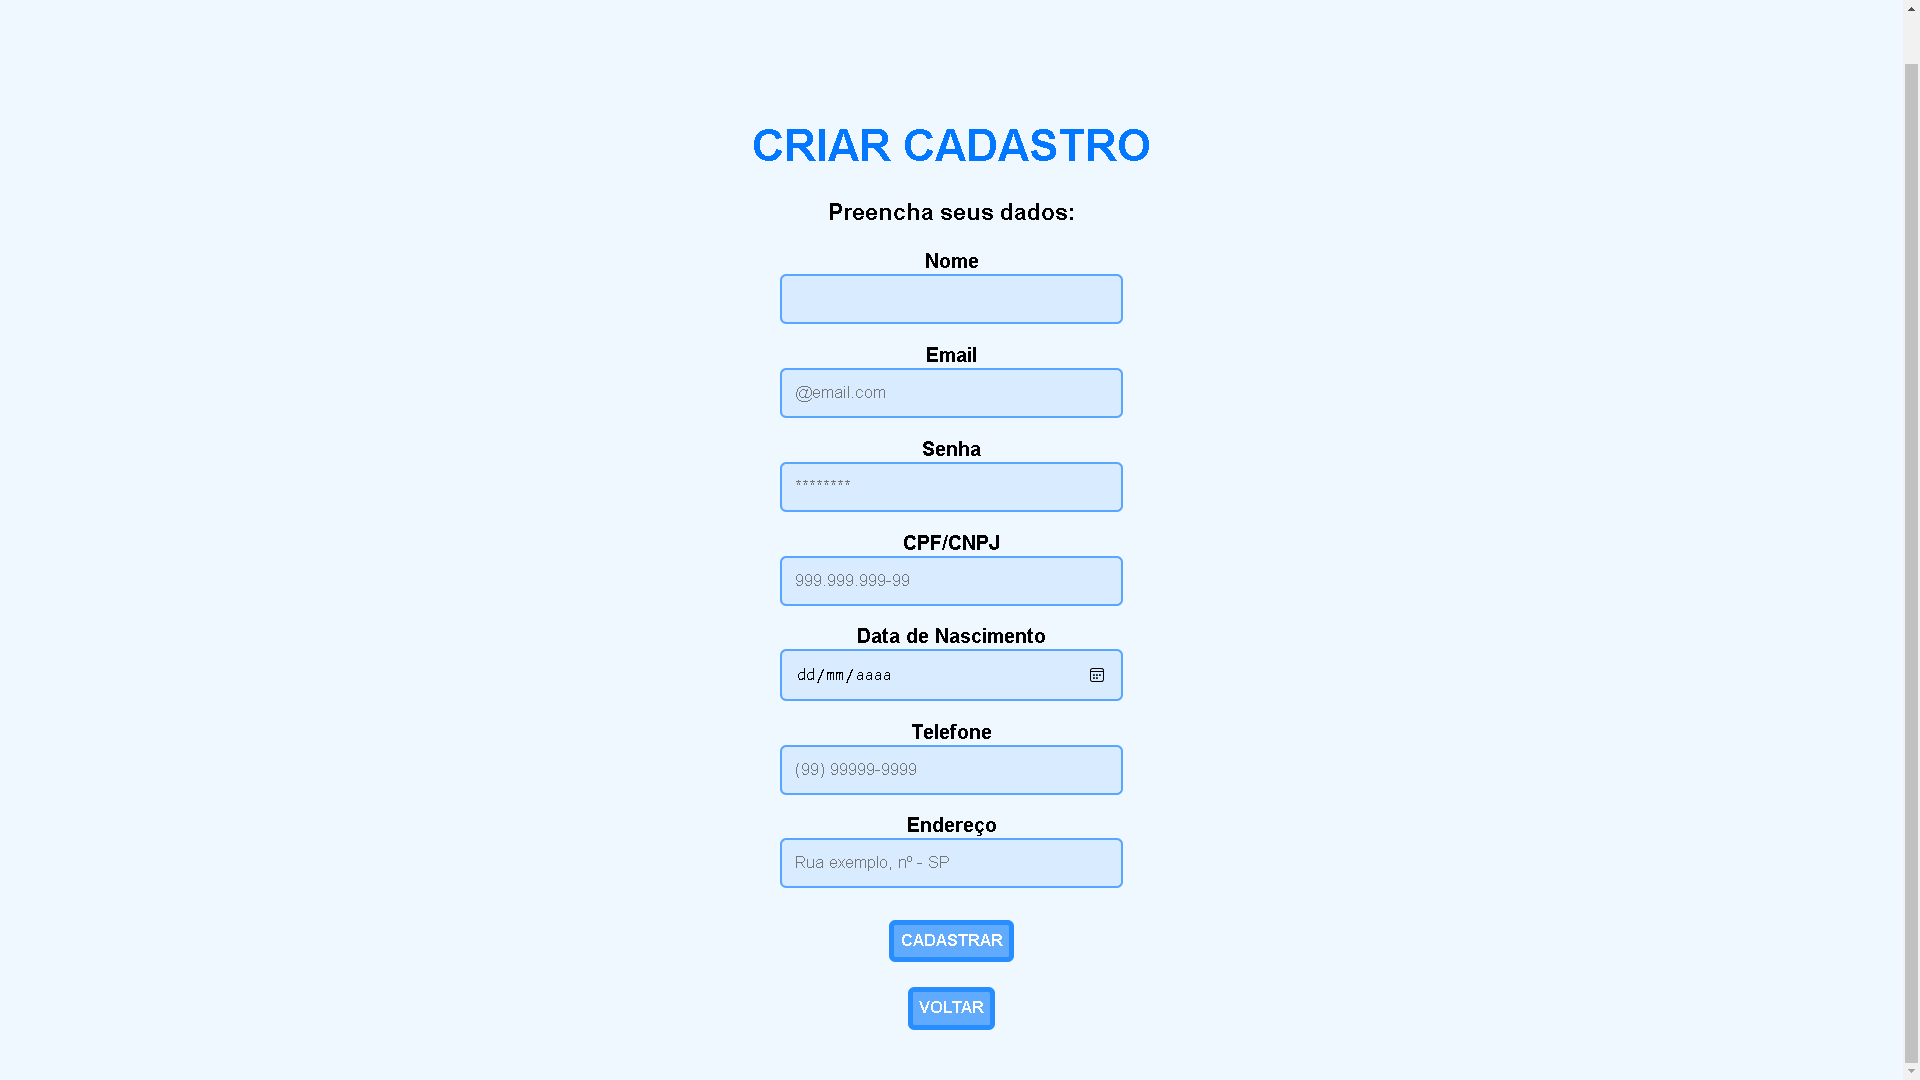 CRIAR CADASTRO
Preencha seus dados:
Nome
Email
@email.com
Senha
********
CPF/CNPJ
999.999.999-99
Data de Nascimento
dd/mm/aaaa
Telefone
(99) 99999-9999
Endereço
Rua exemplo, nº - SP
CADASTRAR
VOLTAR